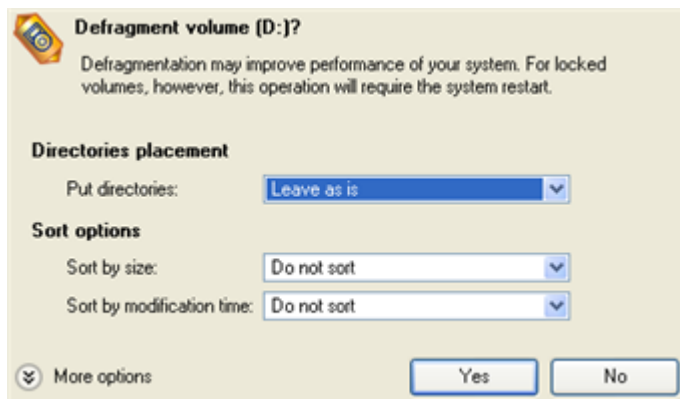 Defragment volume (D:)?
Defragmentation may improve performance of your system. For locked
volumes, however, this operation will require the system restart.
Directories placement
Put directories: Leave as is
Sort options
Sort by size: Do not sort
Sort by modification time: Do not sort
More options Yes No